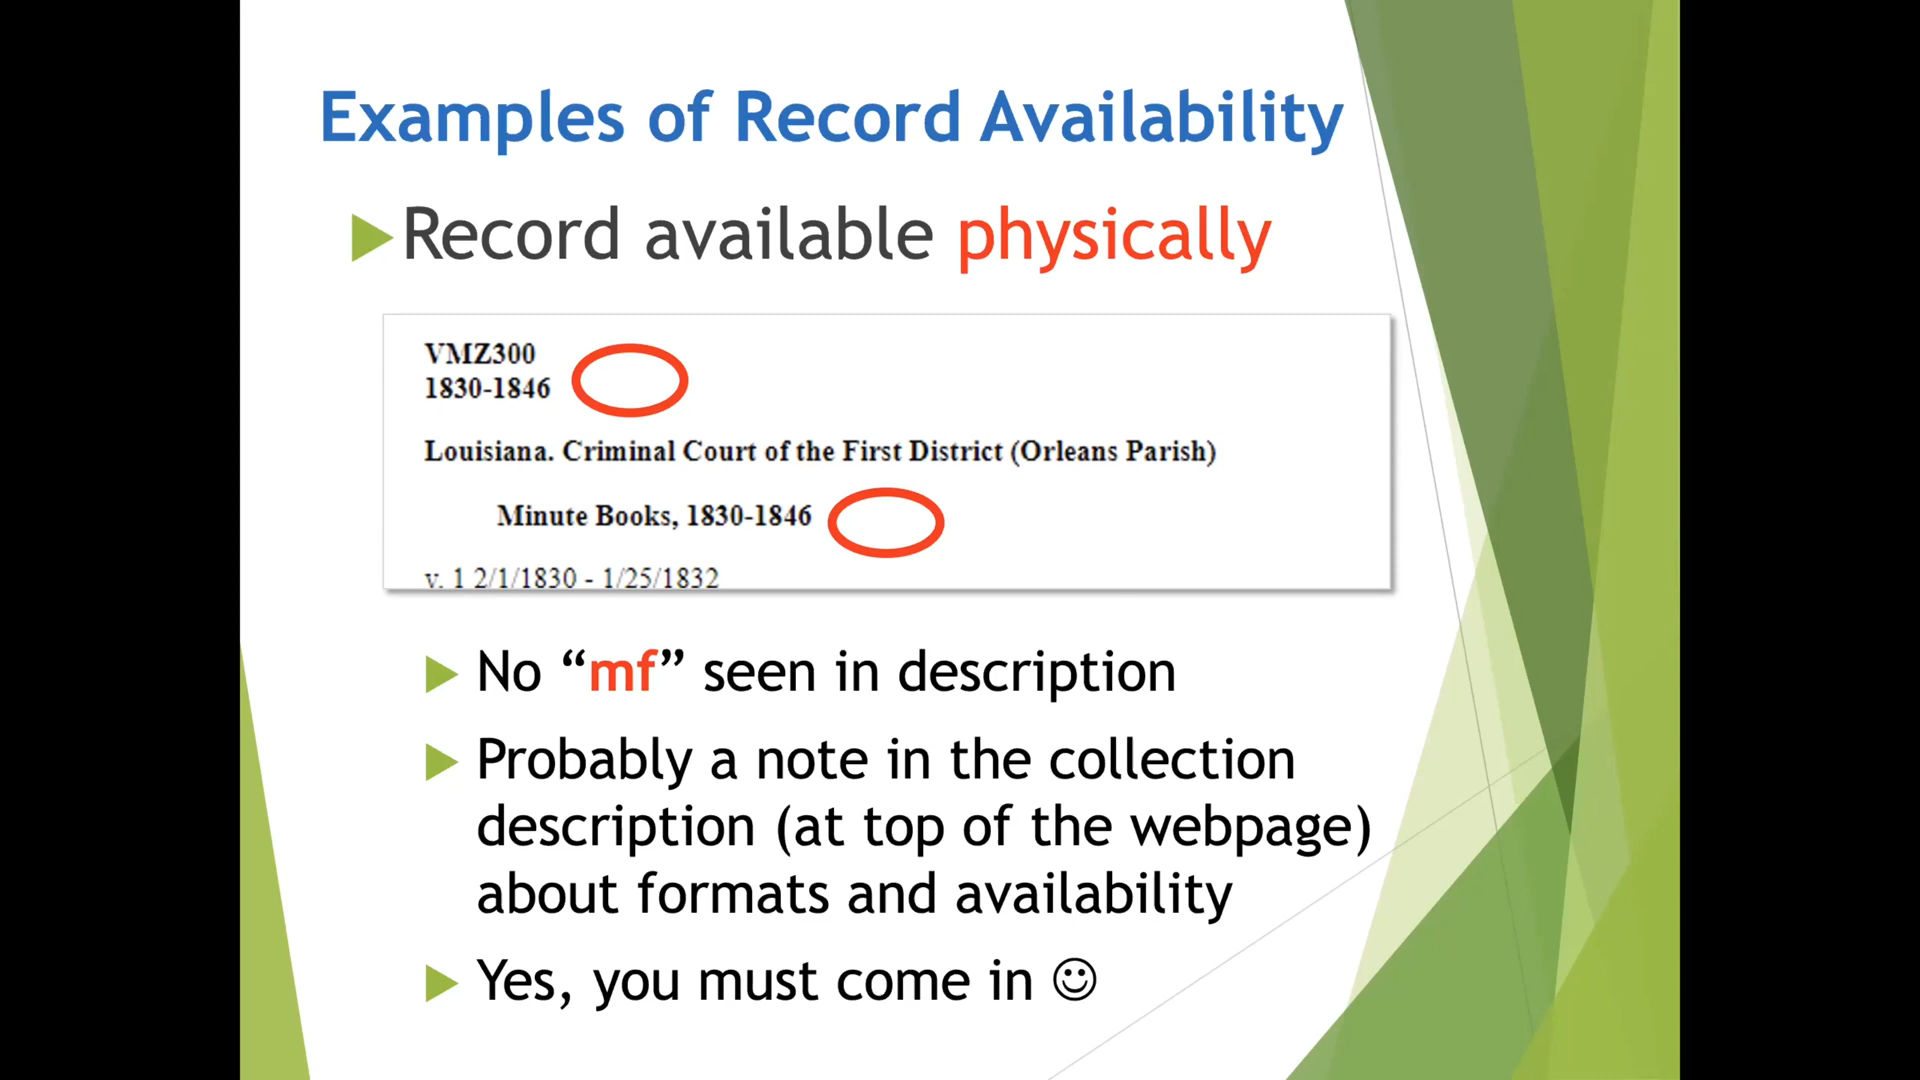 Examples of Record Availability
Record available physically
VMZ300
1830-1846
Louisiana. Criminal Court of the First District (Orleans Parish)
Minute Books, 1830-1846
v. 1 2/1/1830 - 1/25/1832
No “mf” seen in description
Probably a note in the collection
description (at top of the webpage)
about formats and availability
Yes, you must come in ☺